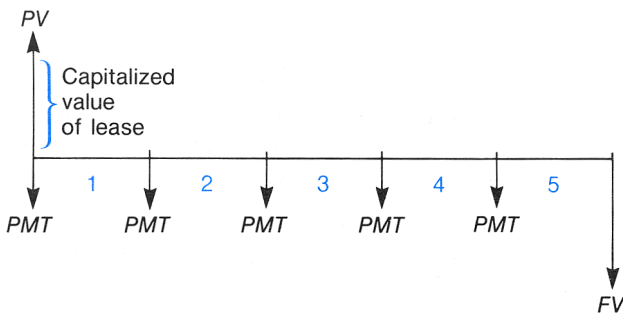 PV
Capitalized
value
of lease
1 2 3 4 5
PMT PMT PMT PMT PMT
FV